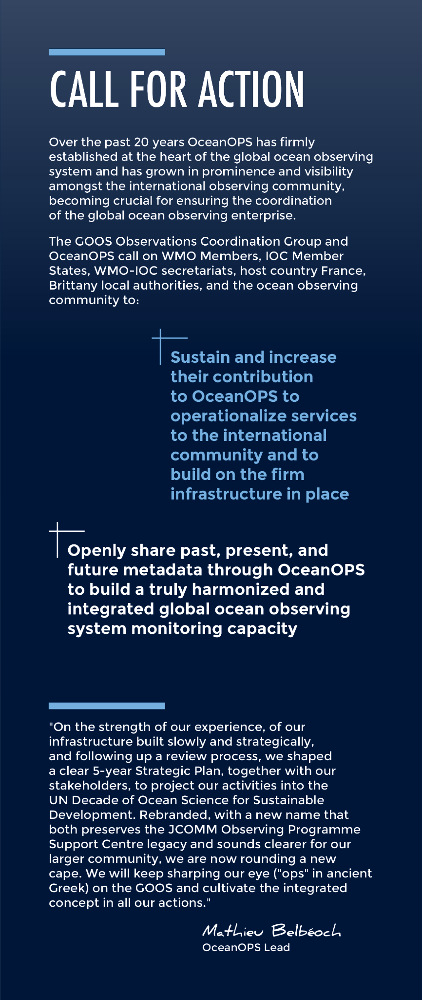 CALL FOR ACTION
Over the past 20 years OceanOPS has firmly
established at the heart of the global ocean observing
system and has grown in prominence and visibility
amongst the international observing community,
becoming crucial for ensuring the coordination
of the global ocean observing enterprise.
The GOOS Observations Coordination Group and
OceanOPS call on WMO Members, IOC Member
States, WMO-IOC secretariats, host country France,
Brittany local authorities, and the ocean observing
community to:
Sustain and increase
their contribution
to OceanOPS to
operationalize services
to the international
community and to
build on the firm
infrastructure in place
Openly share past, present, and
future metadata through OceanOPS
to build a truly harmonized and
integrated global ocean observing
system monitoring capacity
"On the strength of our experience, of our
infrastructure built slowly and strategically,
and following up a review process, we shaped
a clear 5-year Strategic Plan, together with our
stakeholders, to project our activities into the
UN Decade of Ocean Science for Sustainable
Development. Rebranded, with a new name that
both preserves the JCOMM Observing Programme
Support Centre legacy and sounds clearer for our
larger community, we are now rounding a new
cape. We will keep sharping our eye ("ops" in ancient
Greek) on the GOOS and cultivate the integrated
concept in all our actions."
Mathieu Belbéoch
OceanOPS Lead